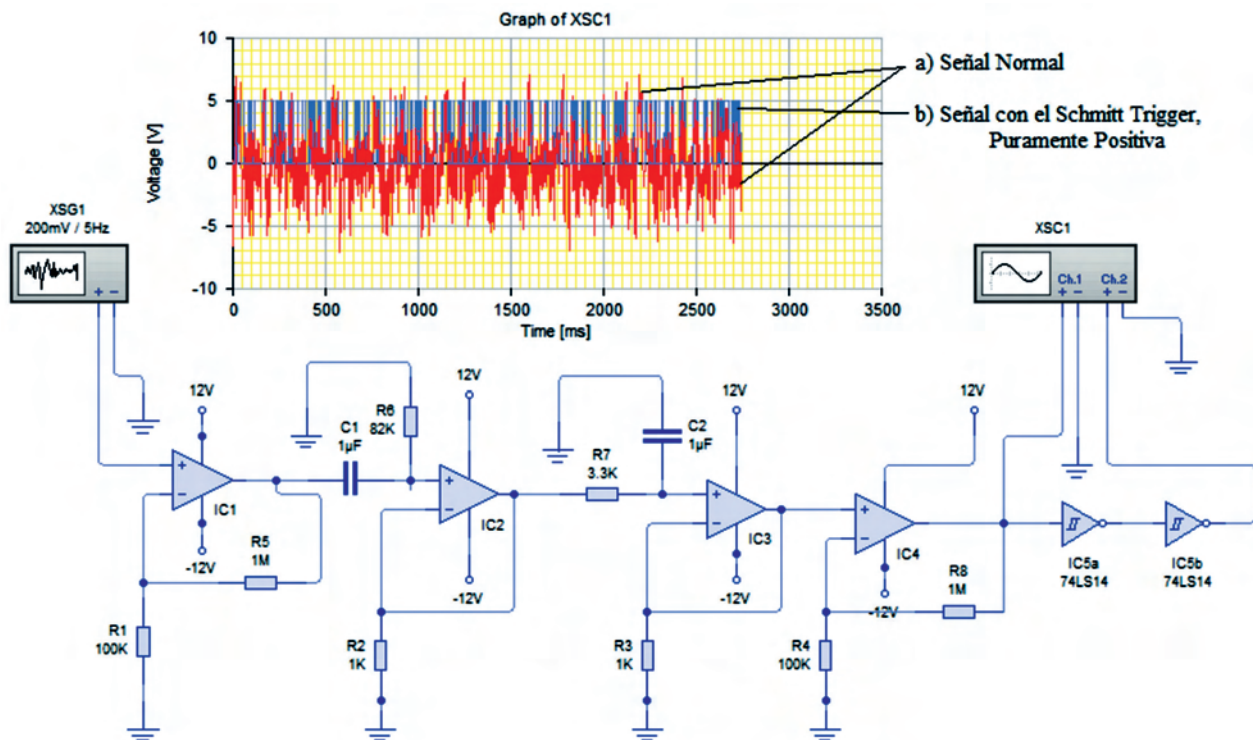 Graph of XSC1
10
5
0
-5
-10
Voltage [V]
0
500
1000
1500
2000
2500
3000
3500
Time [ms]
a) Señal Normal
b) Señal con el Schmitt Trigger,
Puramente Positiva
XSG1
200mV / 5Hz
+ −
XSC1
Ch.1 Ch.2
+ − + −
12V
+
−
IC1
-12V
R5
1M
R1
100K
C1
1µF
R6
82K
12V
+
−
IC2
-12V
R2
1K
R7
3.3K
C2
1µF
12V
+
−
IC3
-12V
R3
1K
12V
+
−
IC4
-12V
R8
1M
R4
100K
IC5a
74LS14
IC5b
74LS14